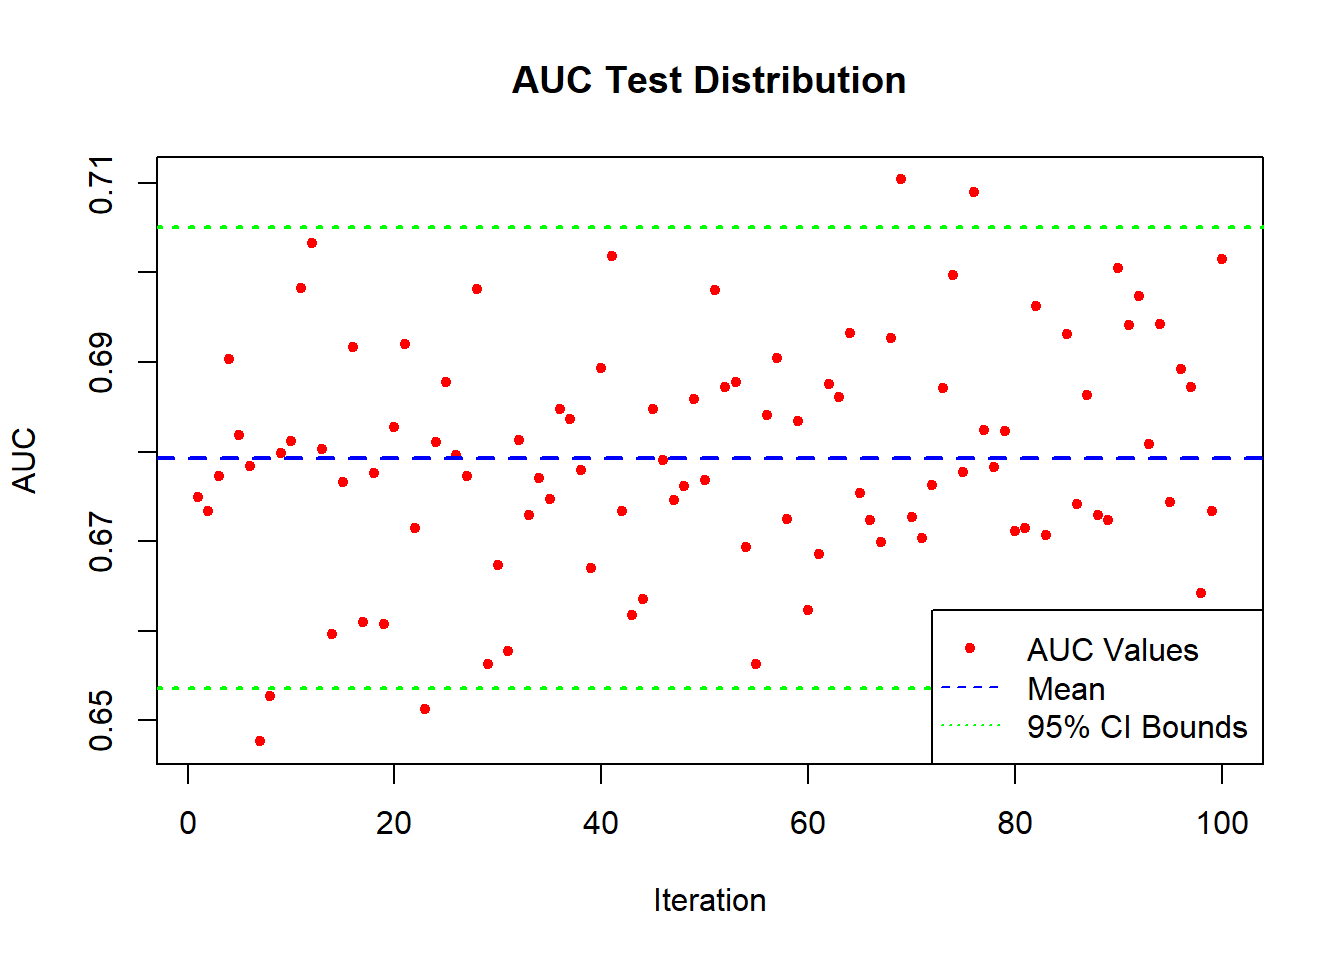 AUC Test Distribution
AUC
0.71
0.69
0.67
0.65
AUC Values
Mean
95% CI Bounds
0 20 40 60 80 100
Iteration